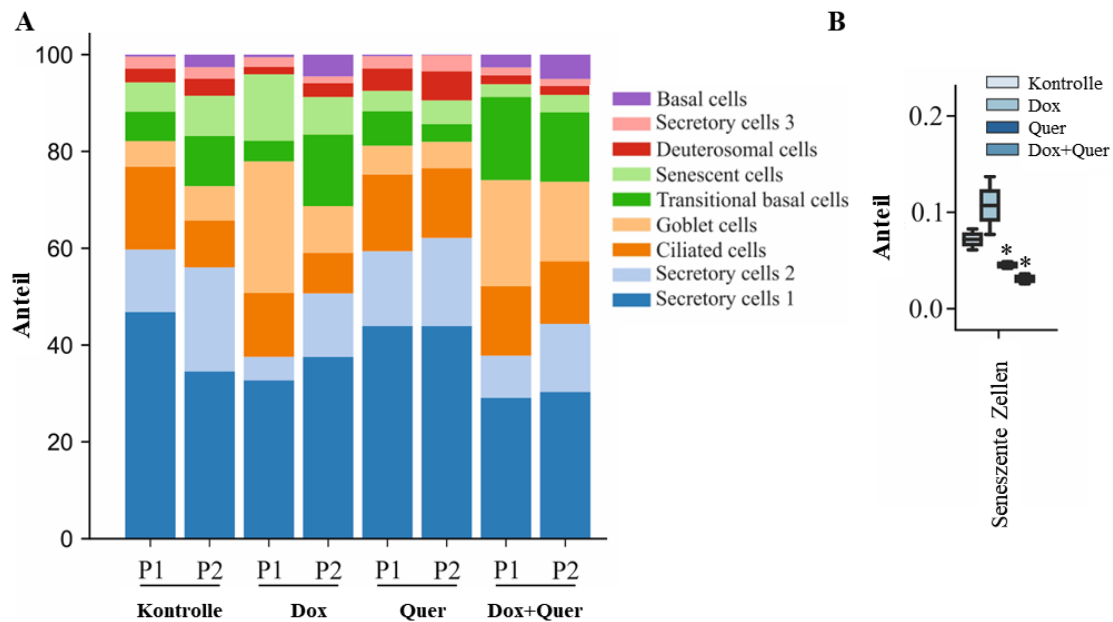 A
Anteil
100
80
60
40
20
0
P1 P2 P1 P2 P1 P2 P1 P2
Kontrolle Dox Quer Dox+Quer
Basal cells
Secretory cells 3
Deuterosomal cells
Senescent cells
Transitional basal cells
Goblet cells
Ciliated cells
Secretory cells 2
Secretory cells 1
B
Kontrolle
Dox
Quer
Dox+Quer
Anteil
0.2
0.1
0.0
* *
Seneszente Zellen